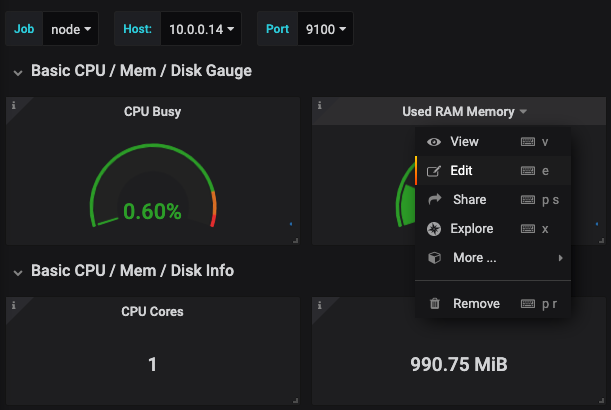 Job node Host: 10.0.0.14 Port 9100
Basic CPU / Mem / Disk Gauge
i CPU Busy
i Used RAM Memory
0.60%
View v
Edit e
Share p s
Explore x
More ...
Remove p r
Basic CPU / Mem / Disk Info
i CPU Cores
i
1
990.75 MiB